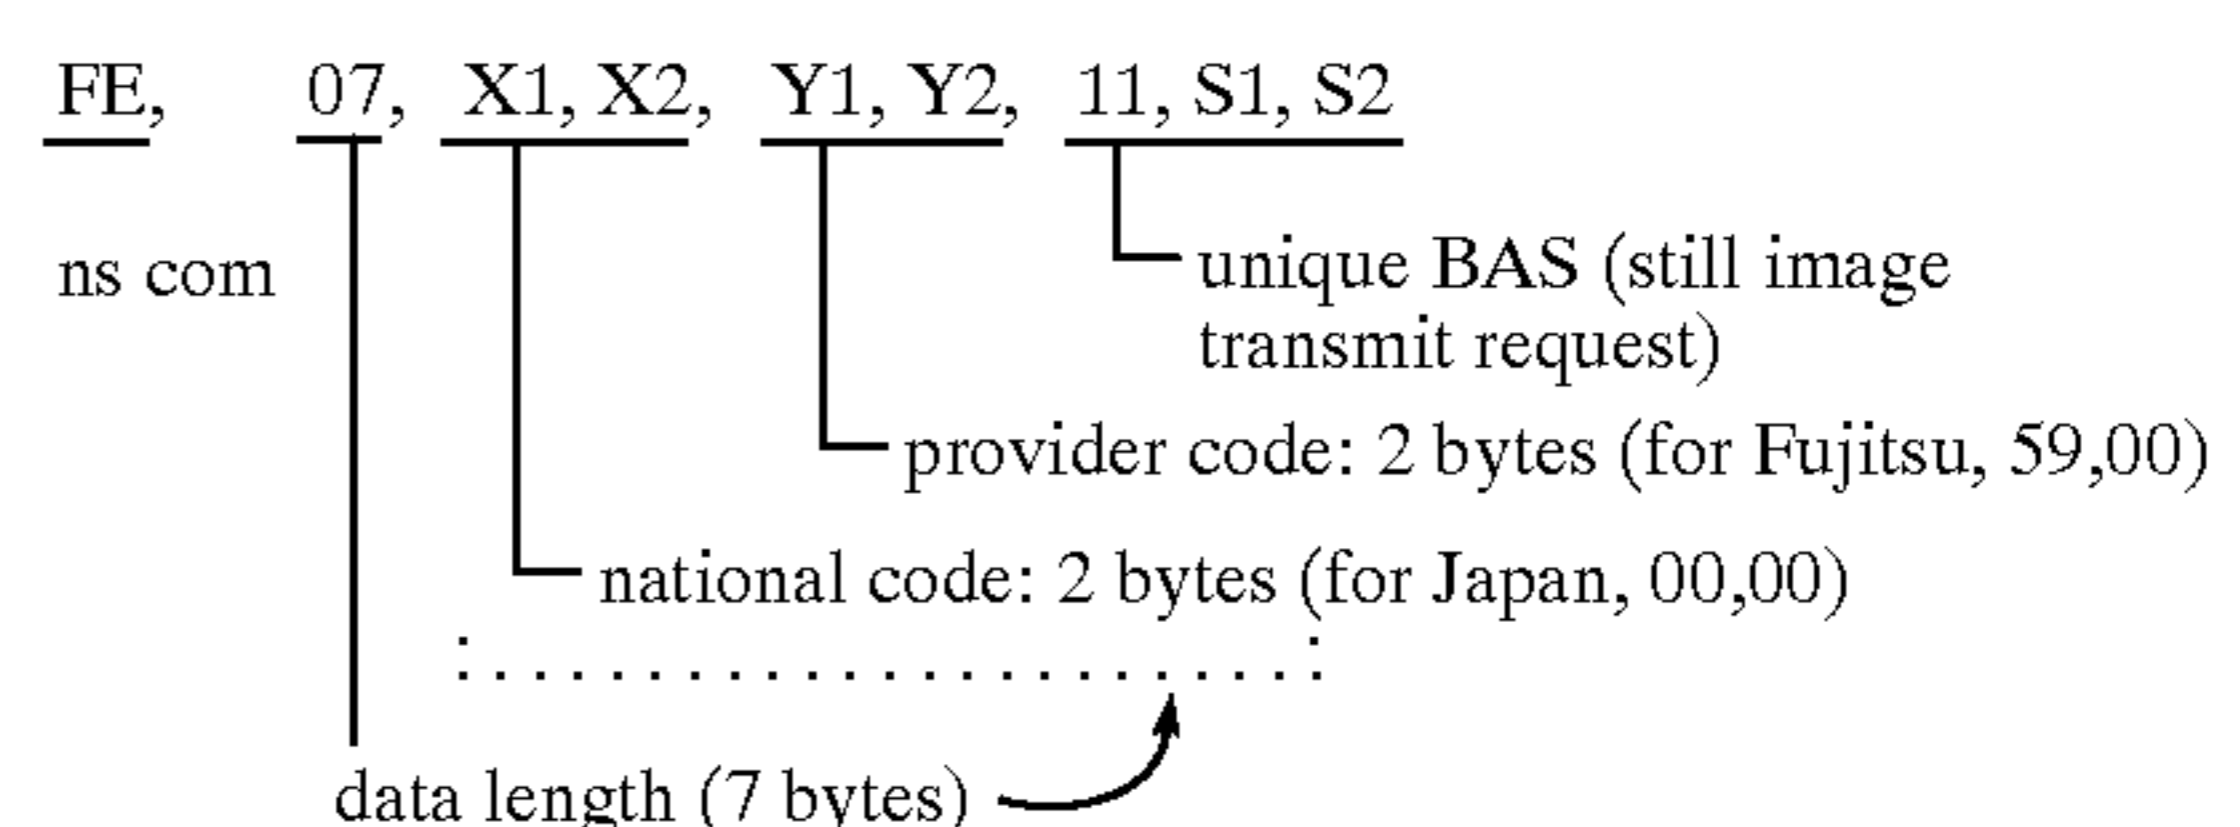 FE, 07, X1, X2, Y1, Y2, 11, S1, S2
ns com
unique BAS (still image
transmit request)
provider code: 2 bytes (for Fujitsu, 59,00)
national code: 2 bytes (for Japan, 00,00)
data length (7 bytes)